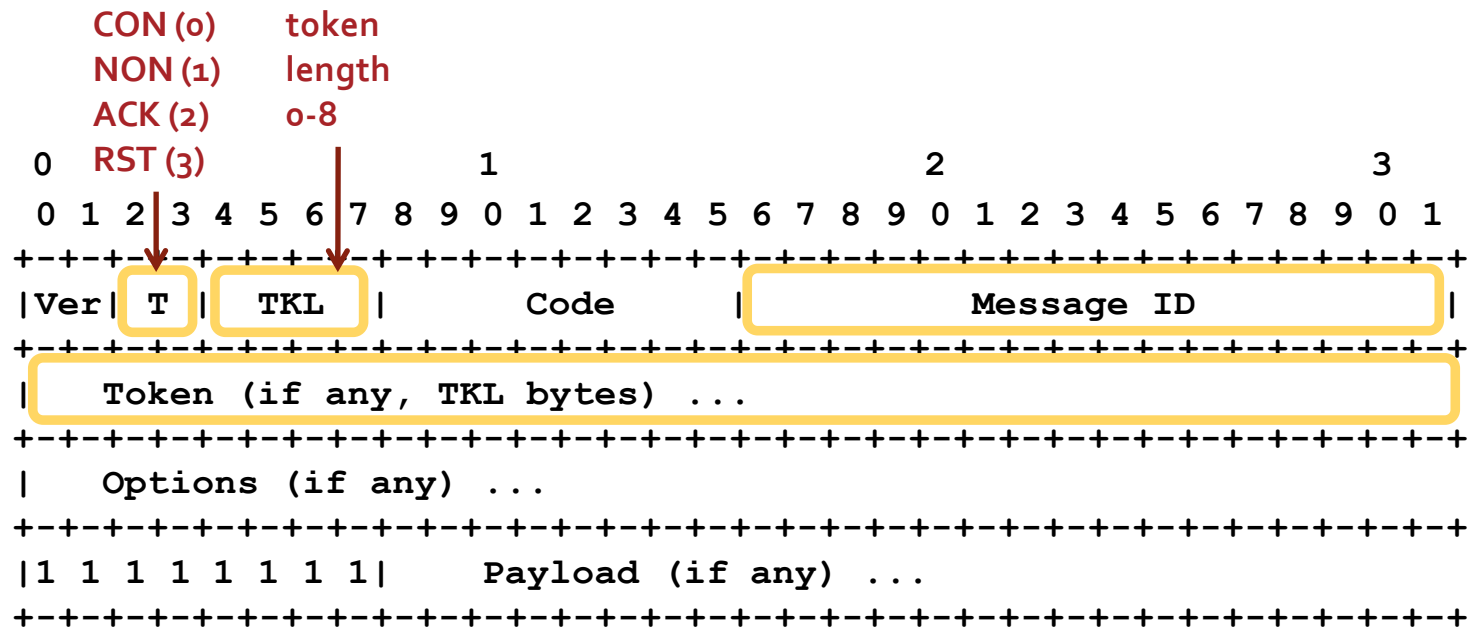 CON (0) token
NON (1) length
ACK (2) 0-8
RST (3)
0 1 2 3
0 1 2 3 4 5 6 7 8 9 0 1 2 3 4 5 6 7 8 9 0 1 2 3 4 5 6 7 8 9 0 1
+-+-+-+-+-+-+-+-+-+-+-+-+-+-+-+-+-+-+-+-+-+-+-+-+-+-+-+-+-+-+-+-+
|Ver| T | TKL | Code | Message ID |
+-+-+-+-+-+-+-+-+-+-+-+-+-+-+-+-+-+-+-+-+-+-+-+-+-+-+-+-+-+-+-+-+
| Token (if any, TKL bytes) ...
+-+-+-+-+-+-+-+-+-+-+-+-+-+-+-+-+-+-+-+-+-+-+-+-+-+-+-+-+-+-+-+-+
| Options (if any) ...
+-+-+-+-+-+-+-+-+-+-+-+-+-+-+-+-+-+-+-+-+-+-+-+-+-+-+-+-+-+-+-+-+
|1 1 1 1 1 1 1 1| Payload (if any) ...
+-+-+-+-+-+-+-+-+-+-+-+-+-+-+-+-+-+-+-+-+-+-+-+-+-+-+-+-+-+-+-+-+